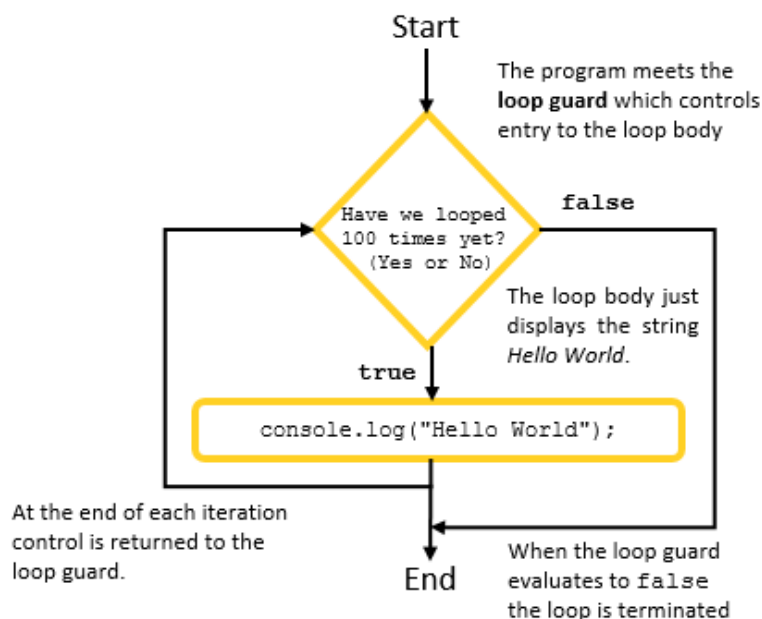 Start
The program meets the
loop guard which controls
entry to the loop body
Have we looped
100 times yet?
(Yes or No)
false
The loop body just
displays the string
Hello World.
true
console.log("Hello World");
At the end of each iteration
control is returned to the
loop guard.
End
When the loop guard
evaluates to false
the loop is terminated